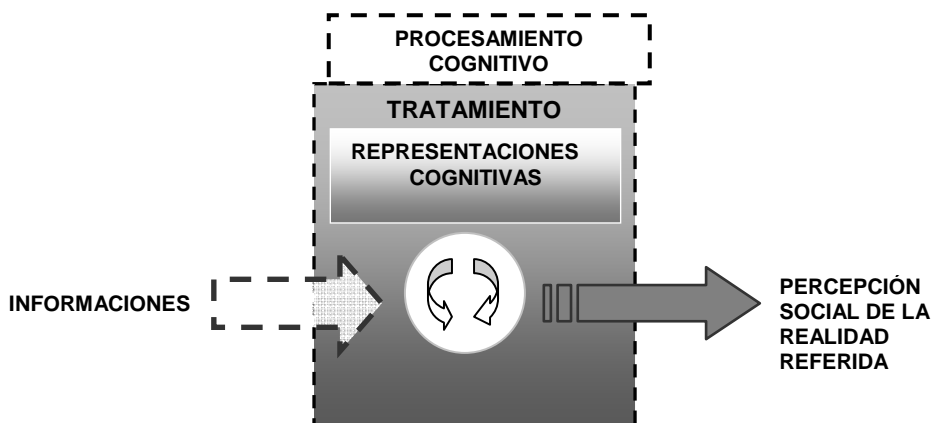 PROCESAMIENTO
COGNITIVO
TRATAMIENTO
REPRESENTACIONES
COGNITIVAS
INFORMACIONES
PERCEPCIÓN
SOCIAL DE LA
REALIDAD
REFERIDA